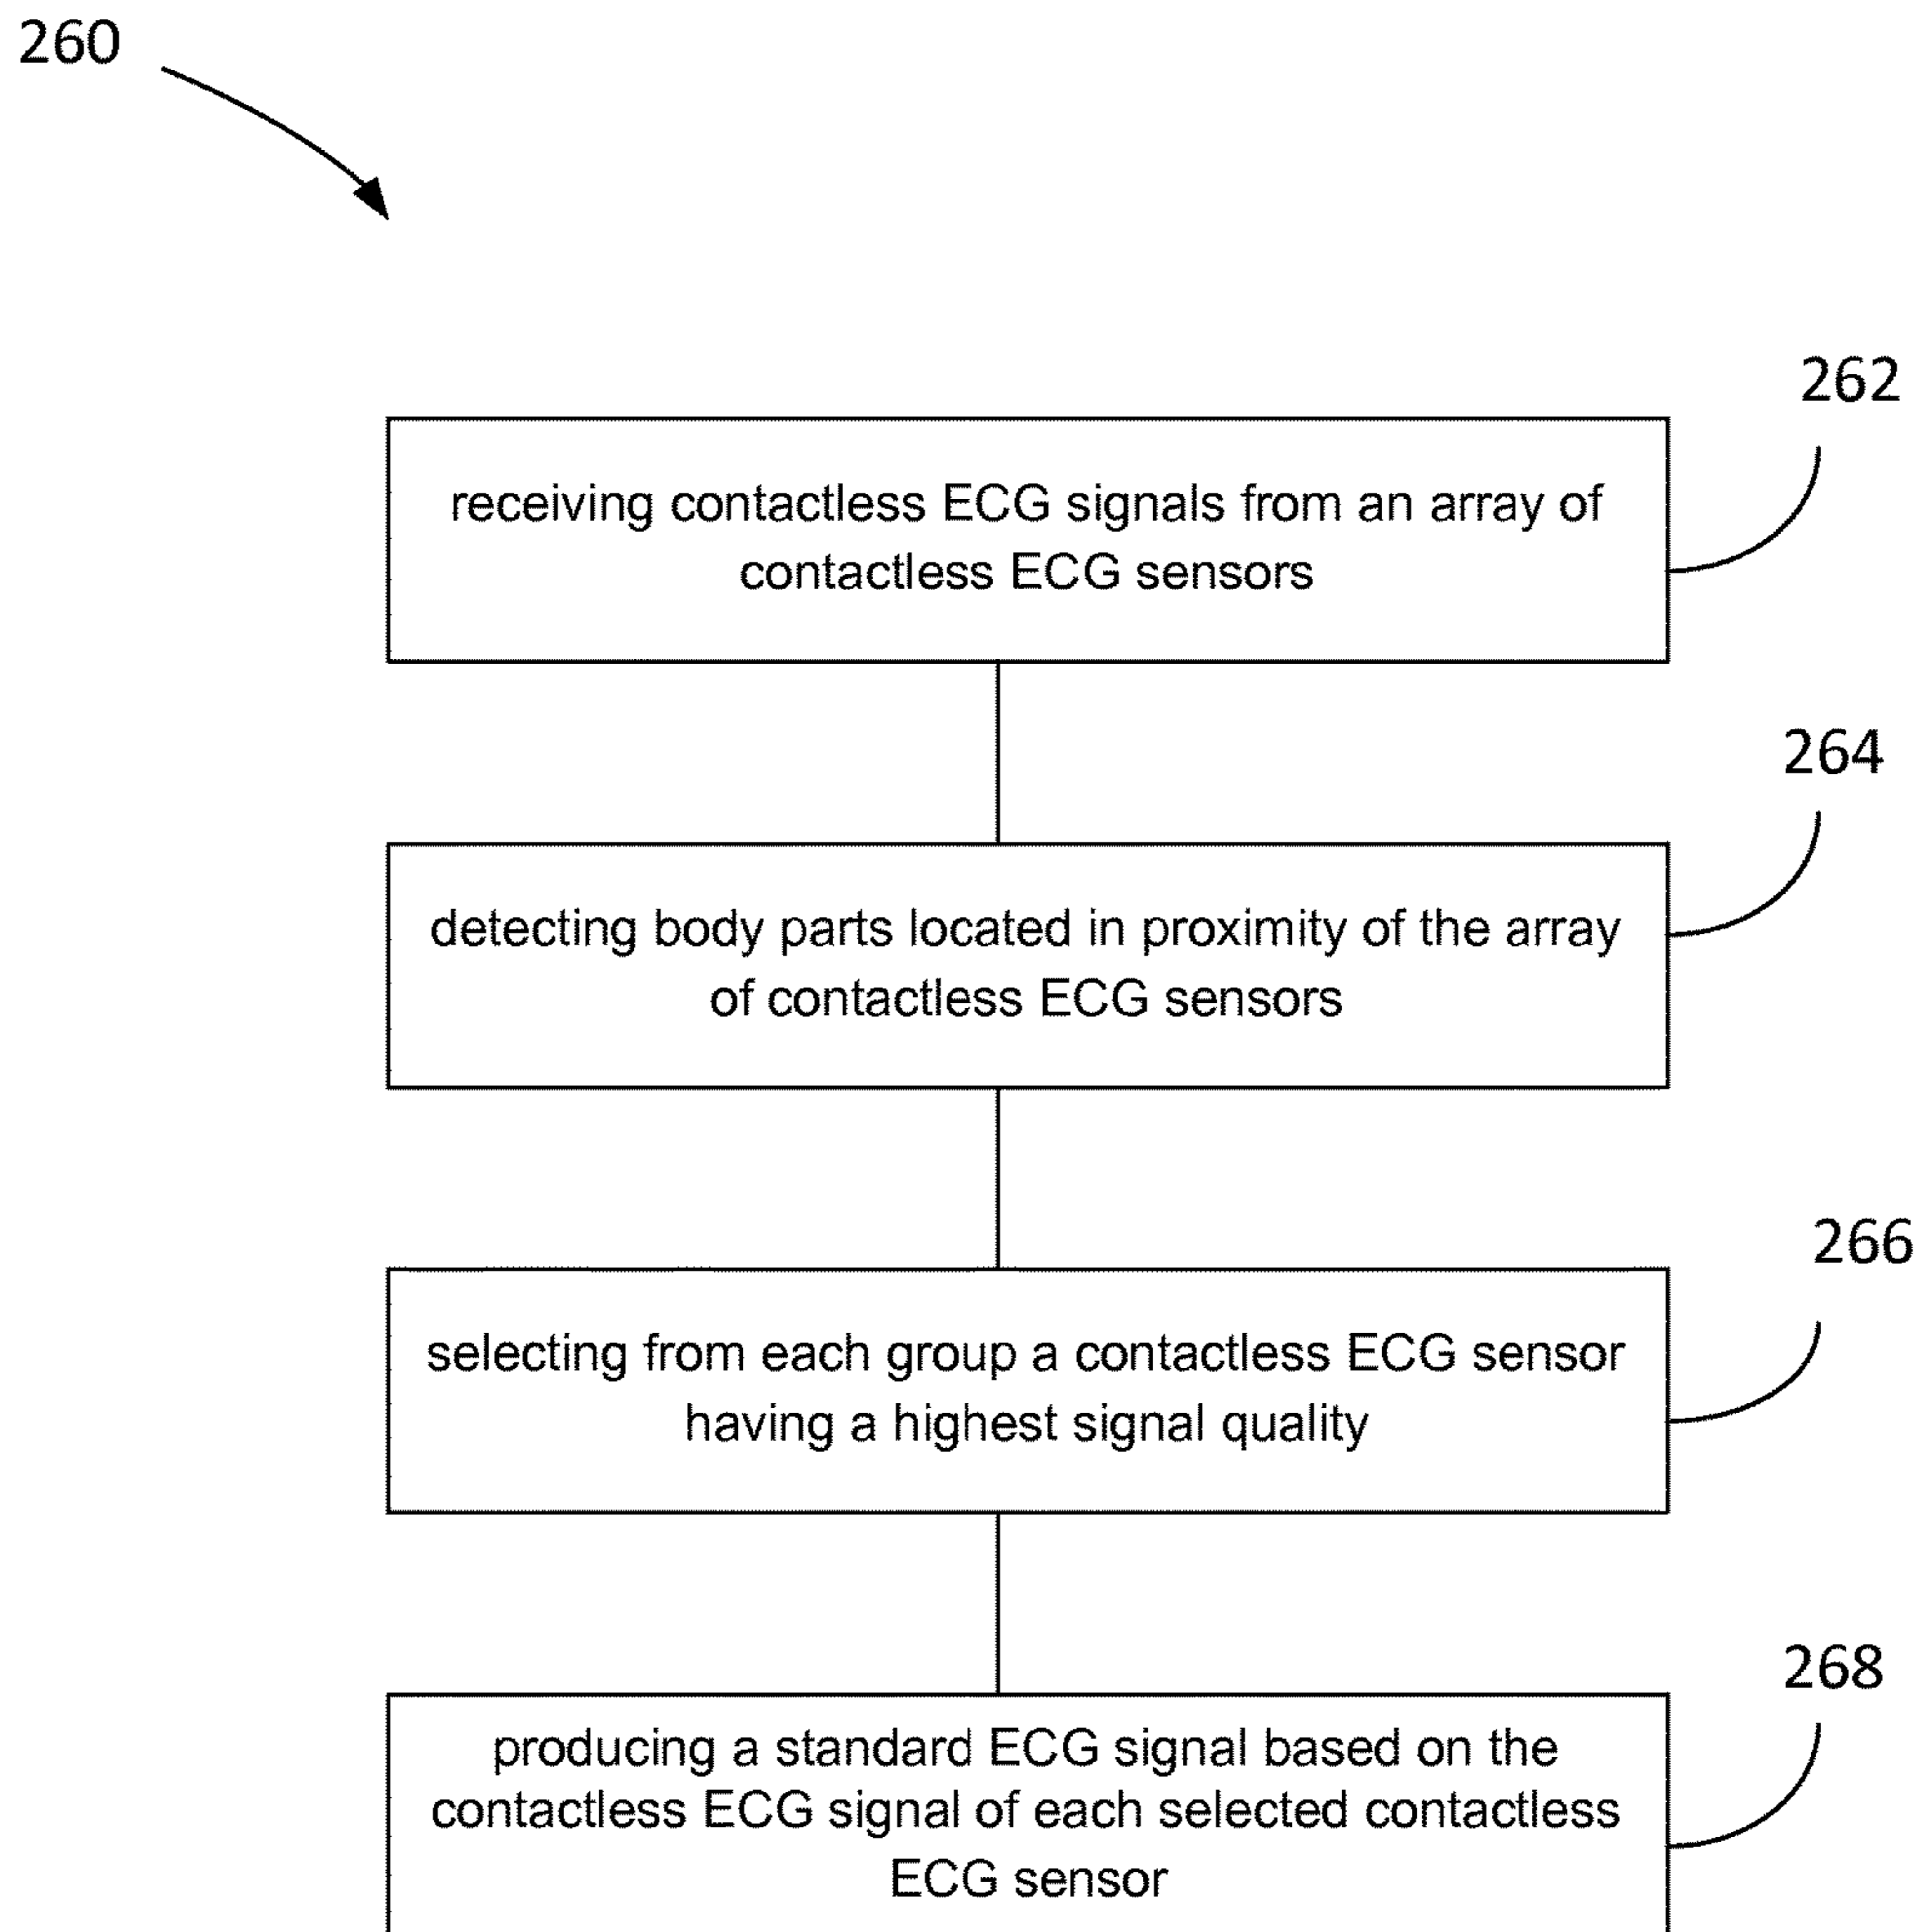 260
262
receiving contactless ECG signals from an array of
contactless ECG sensors
264
detecting body parts located in proximity of the array
of contactless ECG sensors
266
selecting from each group a contactless ECG sensor
having a highest signal quality
268
producing a standard ECG signal based on the
contactless ECG signal of each selected contactless
ECG sensor